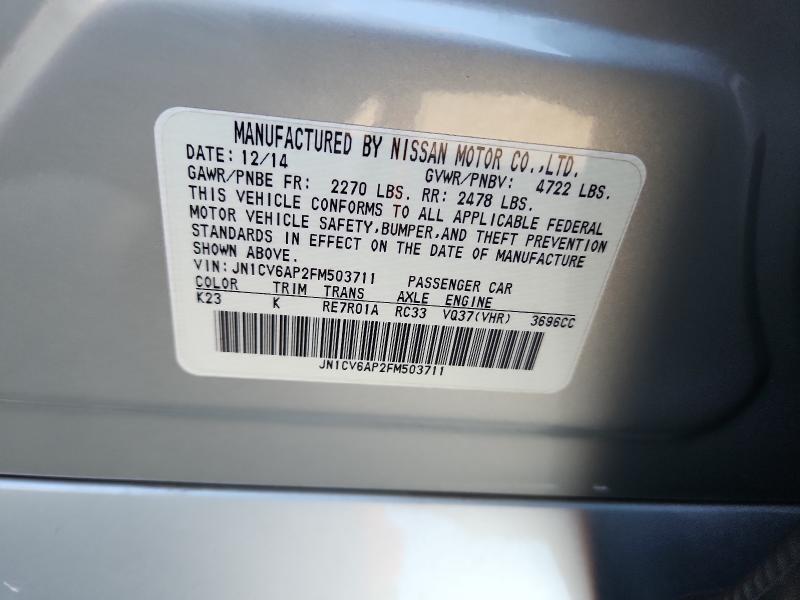 MANUFACTURED BY NISSAN MOTOR CO.,LTD.
DATE: 12/14 GVWR/PNBV: 4722 LBS.
GAWR/PNBE FR: 2270 LBS. RR: 2478 LBS.
THIS VEHICLE CONFORMS TO ALL APPLICABLE FEDERAL
MOTOR VEHICLE SAFETY,BUMPER,AND THEFT PREVENTION
STANDARDS IN EFFECT ON THE DATE OF MANUFACTURE
SHOWN ABOVE.
VIN: JN1CV6AP2FM503711 PASSENGER CAR
COLOR TRIM TRANS AXLE ENGINE
K23 K RE7R01A RC33 VQ37(VHR) 3696CC
JN1CV6AP2FM503711